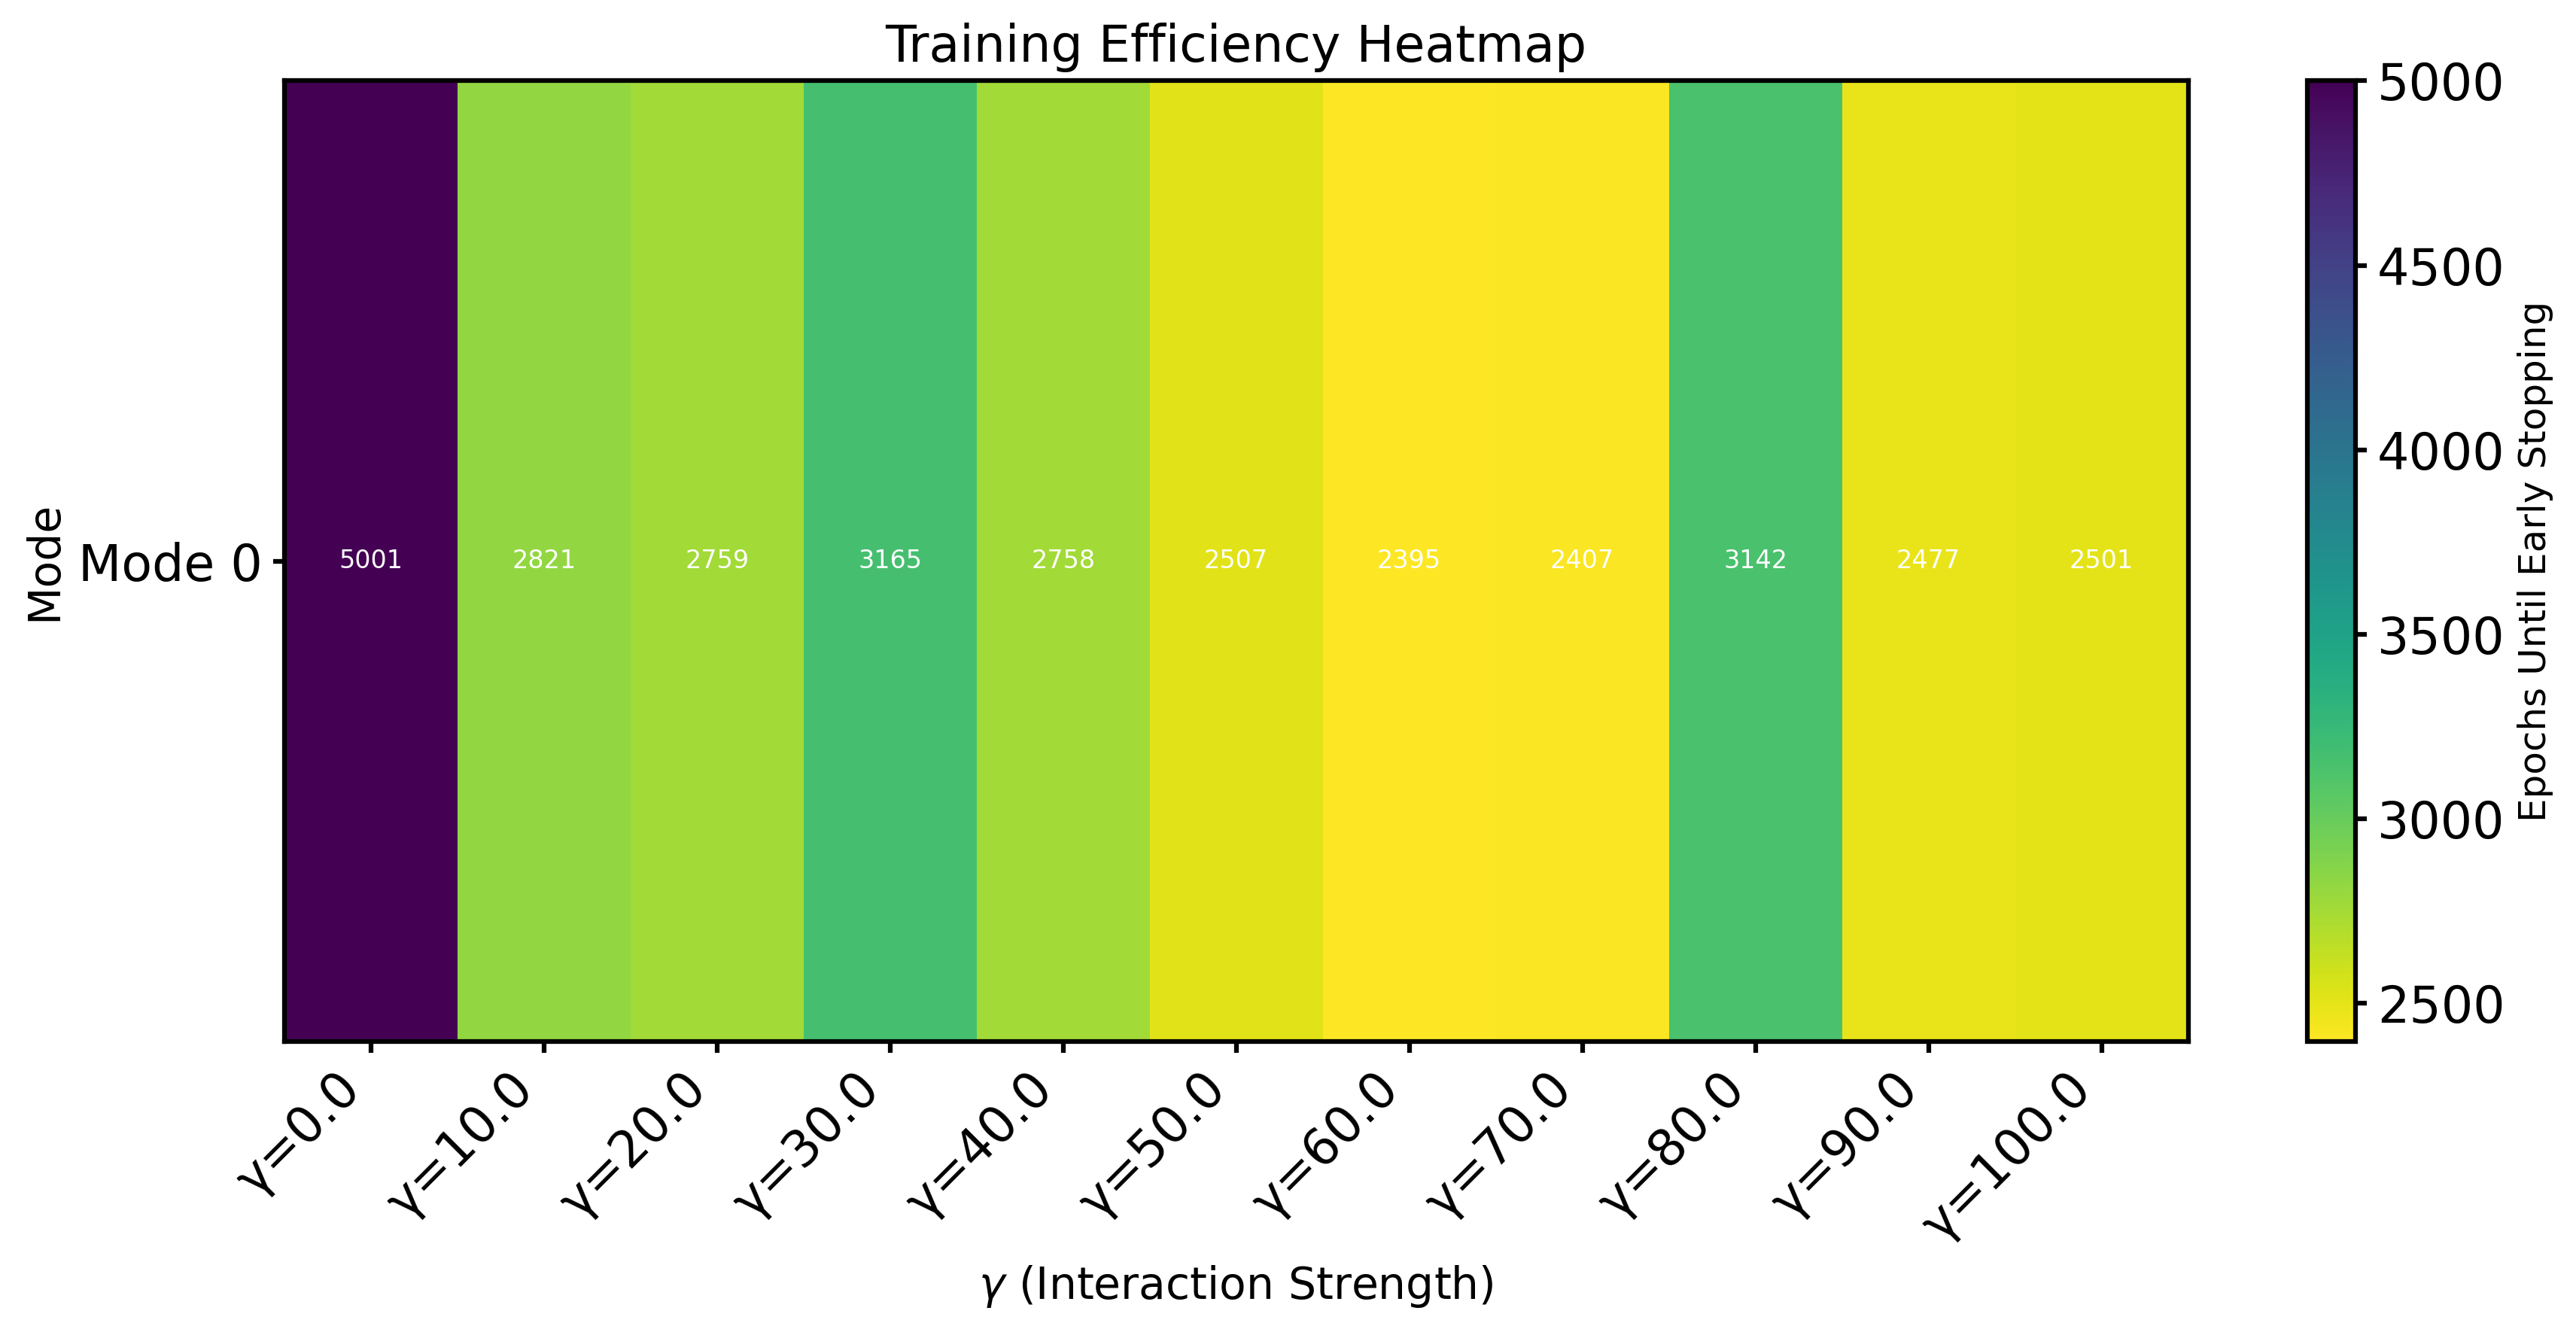 Training Efficiency Heatmap
Mode
Mode 0
5001 2821 2759 3165 2758 2507 2395 2407 3142 2477 2501
γ=0.0 γ=10.0 γ=20.0 γ=30.0 γ=40.0 γ=50.0 γ=60.0 γ=70.0 γ=80.0 γ=90.0 γ=100.0
γ (Interaction Strength)
5000
4500
4000
3500
3000
2500
Epochs Until Early Stopping